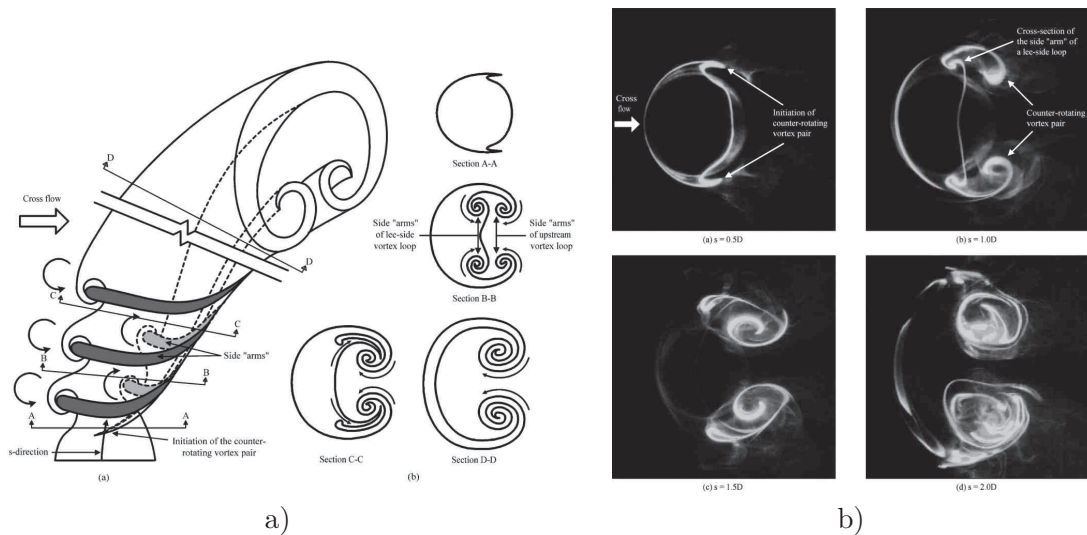 D
Cross flow
D
C
C
Side "arms"
B
B
A
A
Initiation of the counter-
rotating vortex pair
s-direction
(a)
Section A-A
Side "arms"
of lee-side
vortex loop
Side "arms"
of upstream
vortex loop
Section B-B
Section C-C
Section D-D
(b)
a)
b)
Cross
flow
Initiation of
counter-rotating
vortex pair
(a) s = 0.5D
Cross-section of
the side "arm" of
a lee-side loop
Counter-rotating
vortex pair
(b) s = 1.0D
(c) s = 1.5D
(d) s = 2.0D
b)